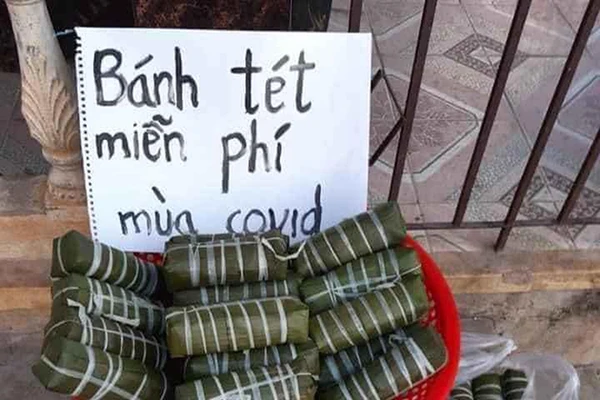 Bánh tét
miễn phí
mùa covid